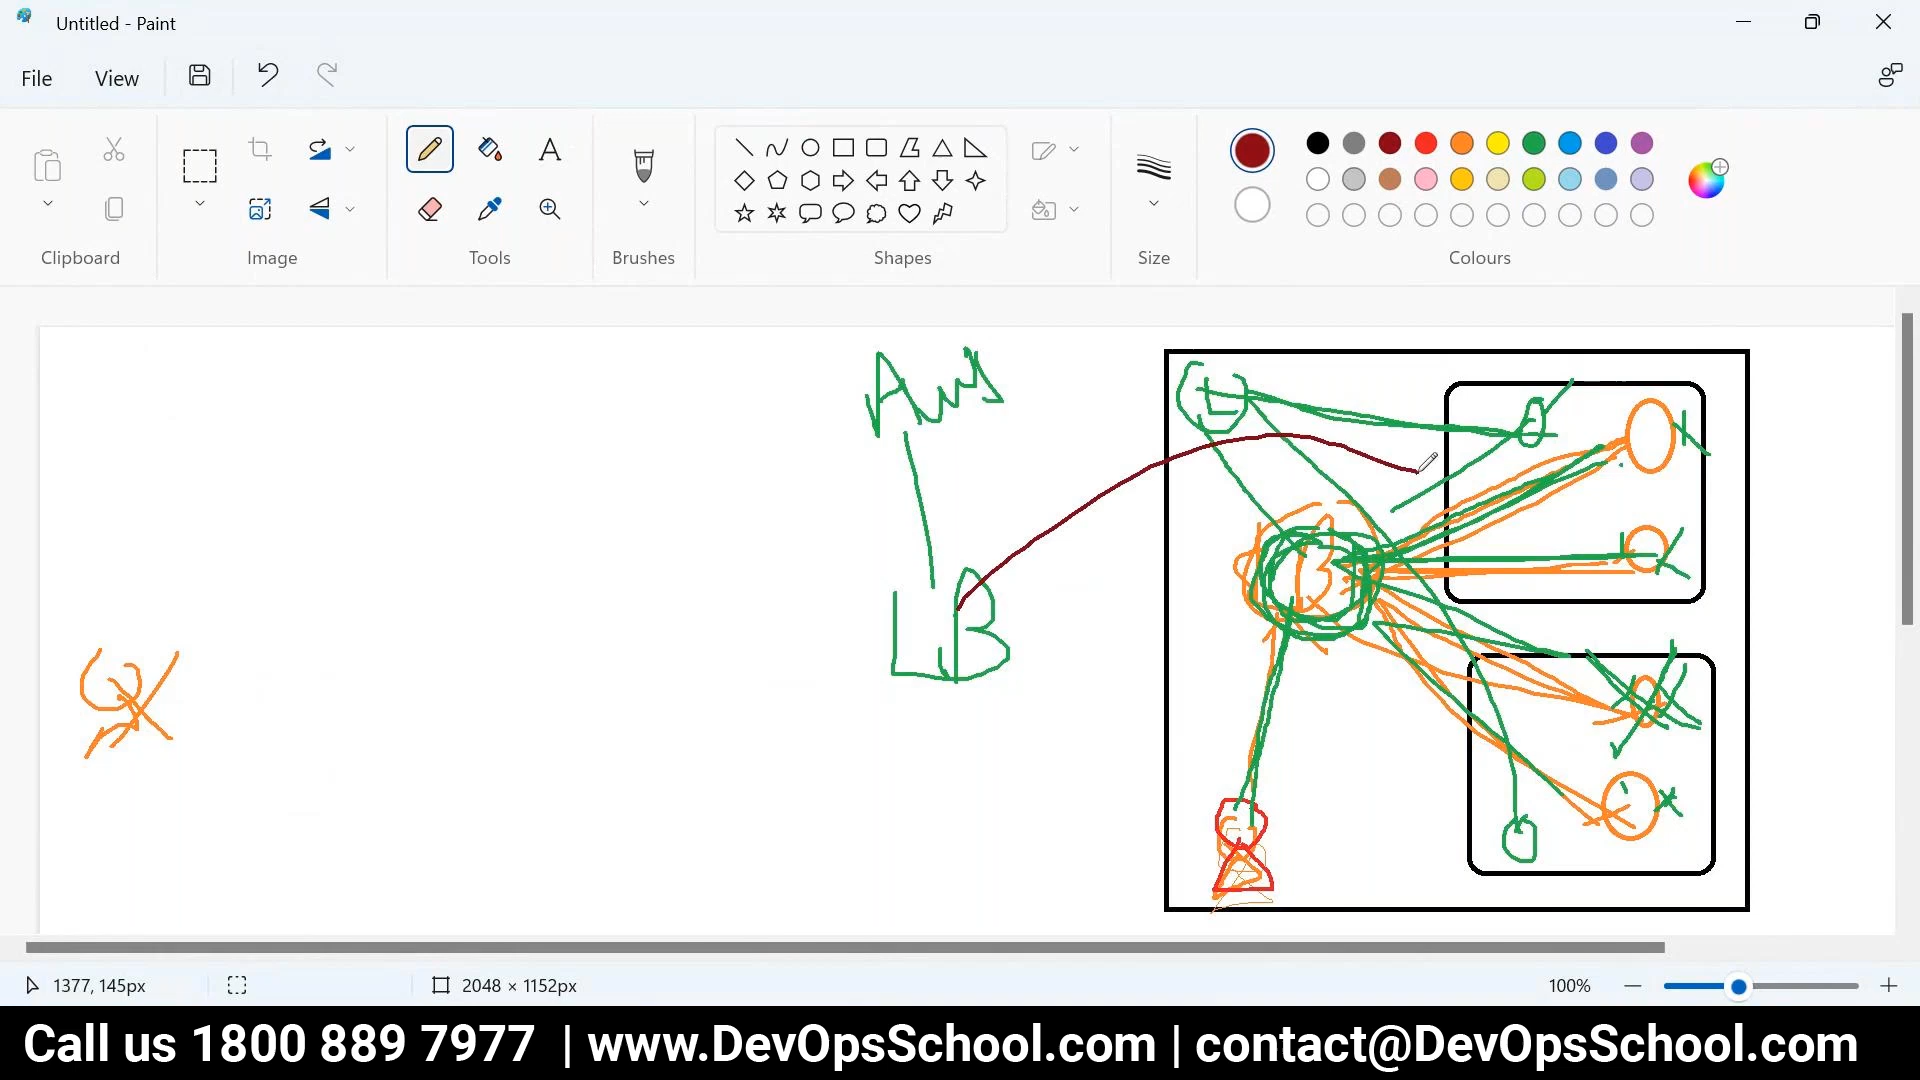 Untitled - Paint
File View
Clipboard
Image
Tools
Brushes
Shapes
Size
Colours
LB
1377, 145px
2048 × 1152px
100%
Call us 1800 889 7977 | www.DevOpsSchool.com | contact@DevOpsSchool.com